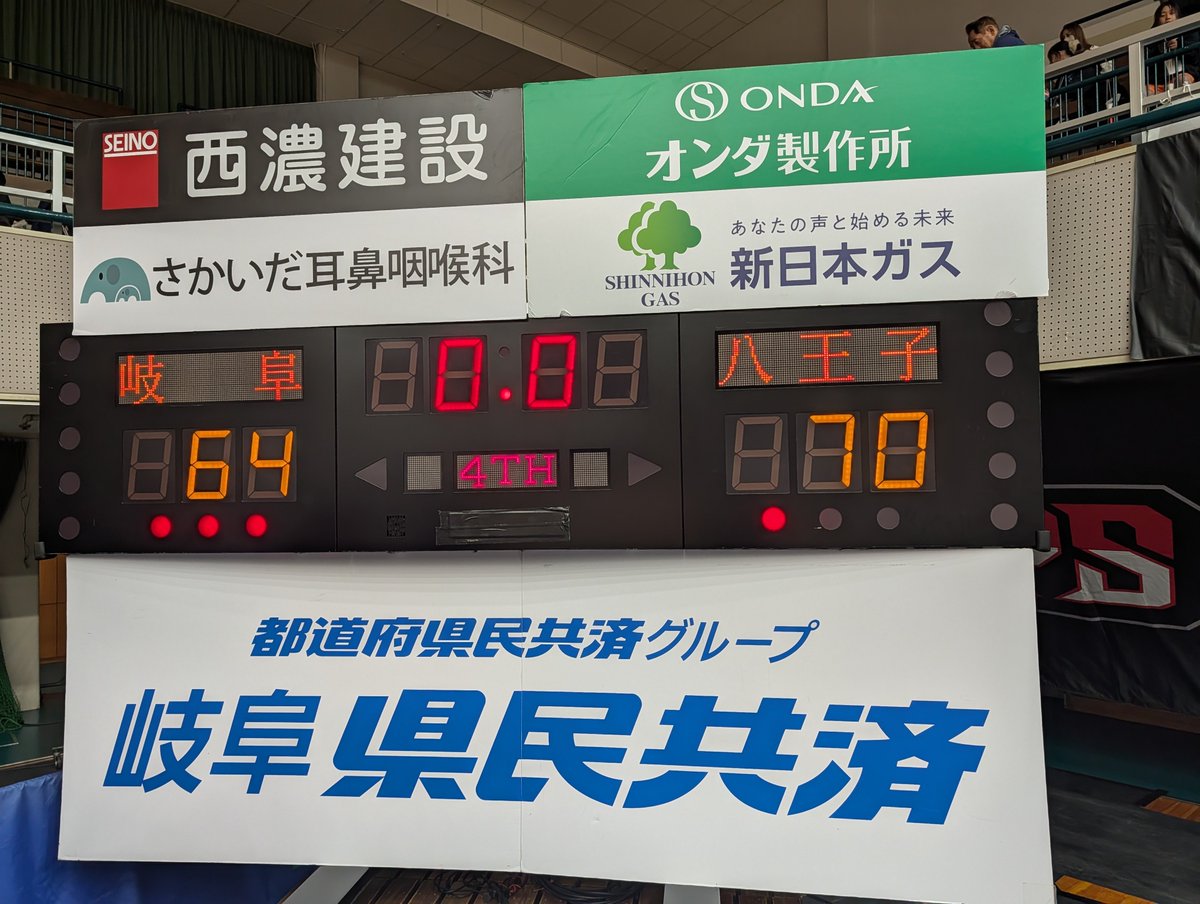 SEINO
西濃建設
ONDA
オンダ製作所
さかいだ耳鼻咽喉科
SHINNIHON
GAS
あなたの声と始める未来
新日本ガス
岐阜
0.0
八王子
64
4TH
70
PS
都道府県民共済グループ
岐阜県民共済